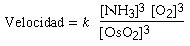 Velocidad = k [NH₃]³ [O₂]³
[OsO₂]³